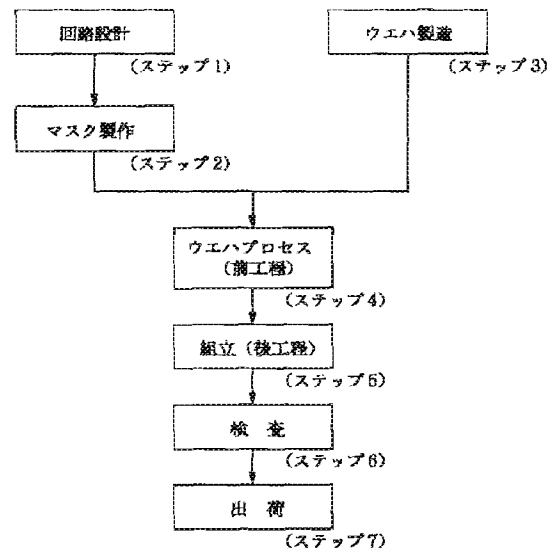 回路設計
(ステップ1)
ウエハ製造
(ステップ3)
マスク製作
(ステップ2)
ウエハプロセス
(前工程)
(ステップ4)
組立(後工程)
(ステップ5)
検 査
(ステップ6)
出 荷
(ステップ7)